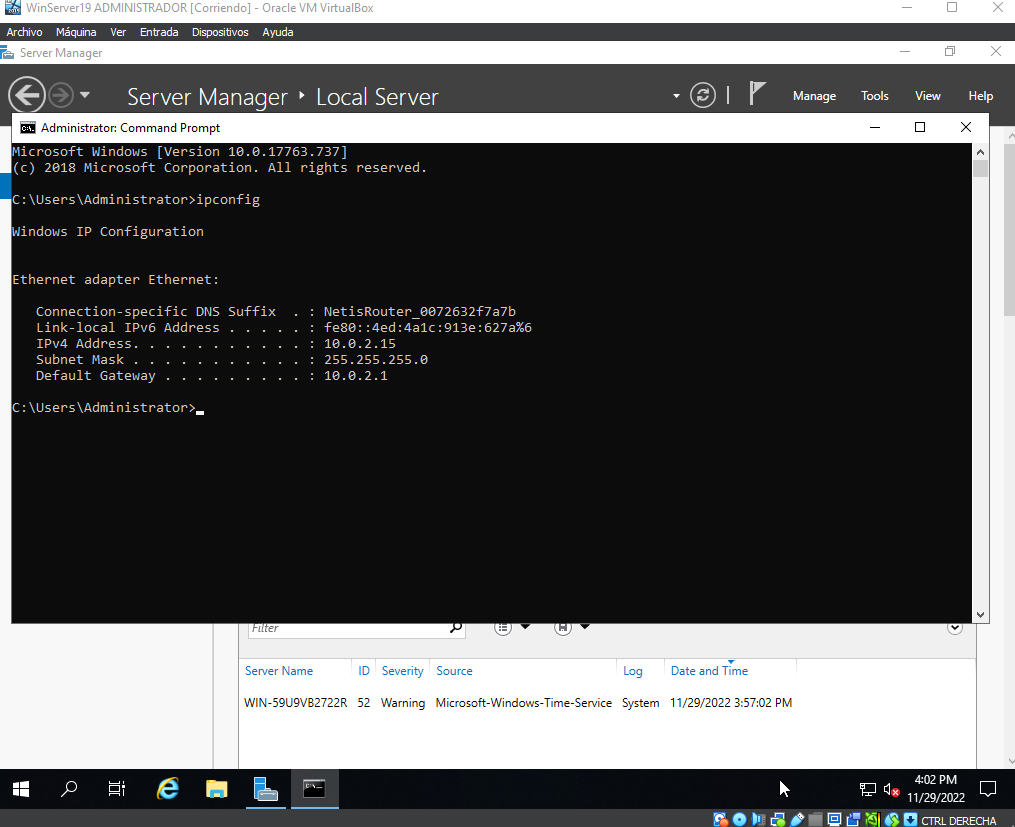 WinServer19 ADMINISTRADOR [Corriendo] - Oracle VM VirtualBox
Archivo Máquina Ver Entrada Dispositivos Ayuda
Server Manager
Server Manager Local Server
Manage Tools View Help
Administrator: Command Prompt
Microsoft Windows [Version 10.0.17763.737]
(c) 2018 Microsoft Corporation. All rights reserved.
C:\Users\Administrator>ipconfig
Windows IP Configuration
Ethernet adapter Ethernet:
Connection-specific DNS Suffix . : NetisRouter_0072632f7a7b
Link-local IPv6 Address . . . . . : fe80::4ed:4a1c:913e:627a%6
IPv4 Address. . . . . . . . . . . : 10.0.2.15
Subnet Mask . . . . . . . . . . . : 255.255.255.0
Default Gateway . . . . . . . . . : 10.0.2.1
C:\Users\Administrator>
Filter
Server Name ID Severity Source Log Date and Time
WIN-59U9VB2722R 52 Warning Microsoft-Windows-Time-Service System 11/29/2022 3:57:02 PM
4:02 PM
11/29/2022
CTRL DERECHA